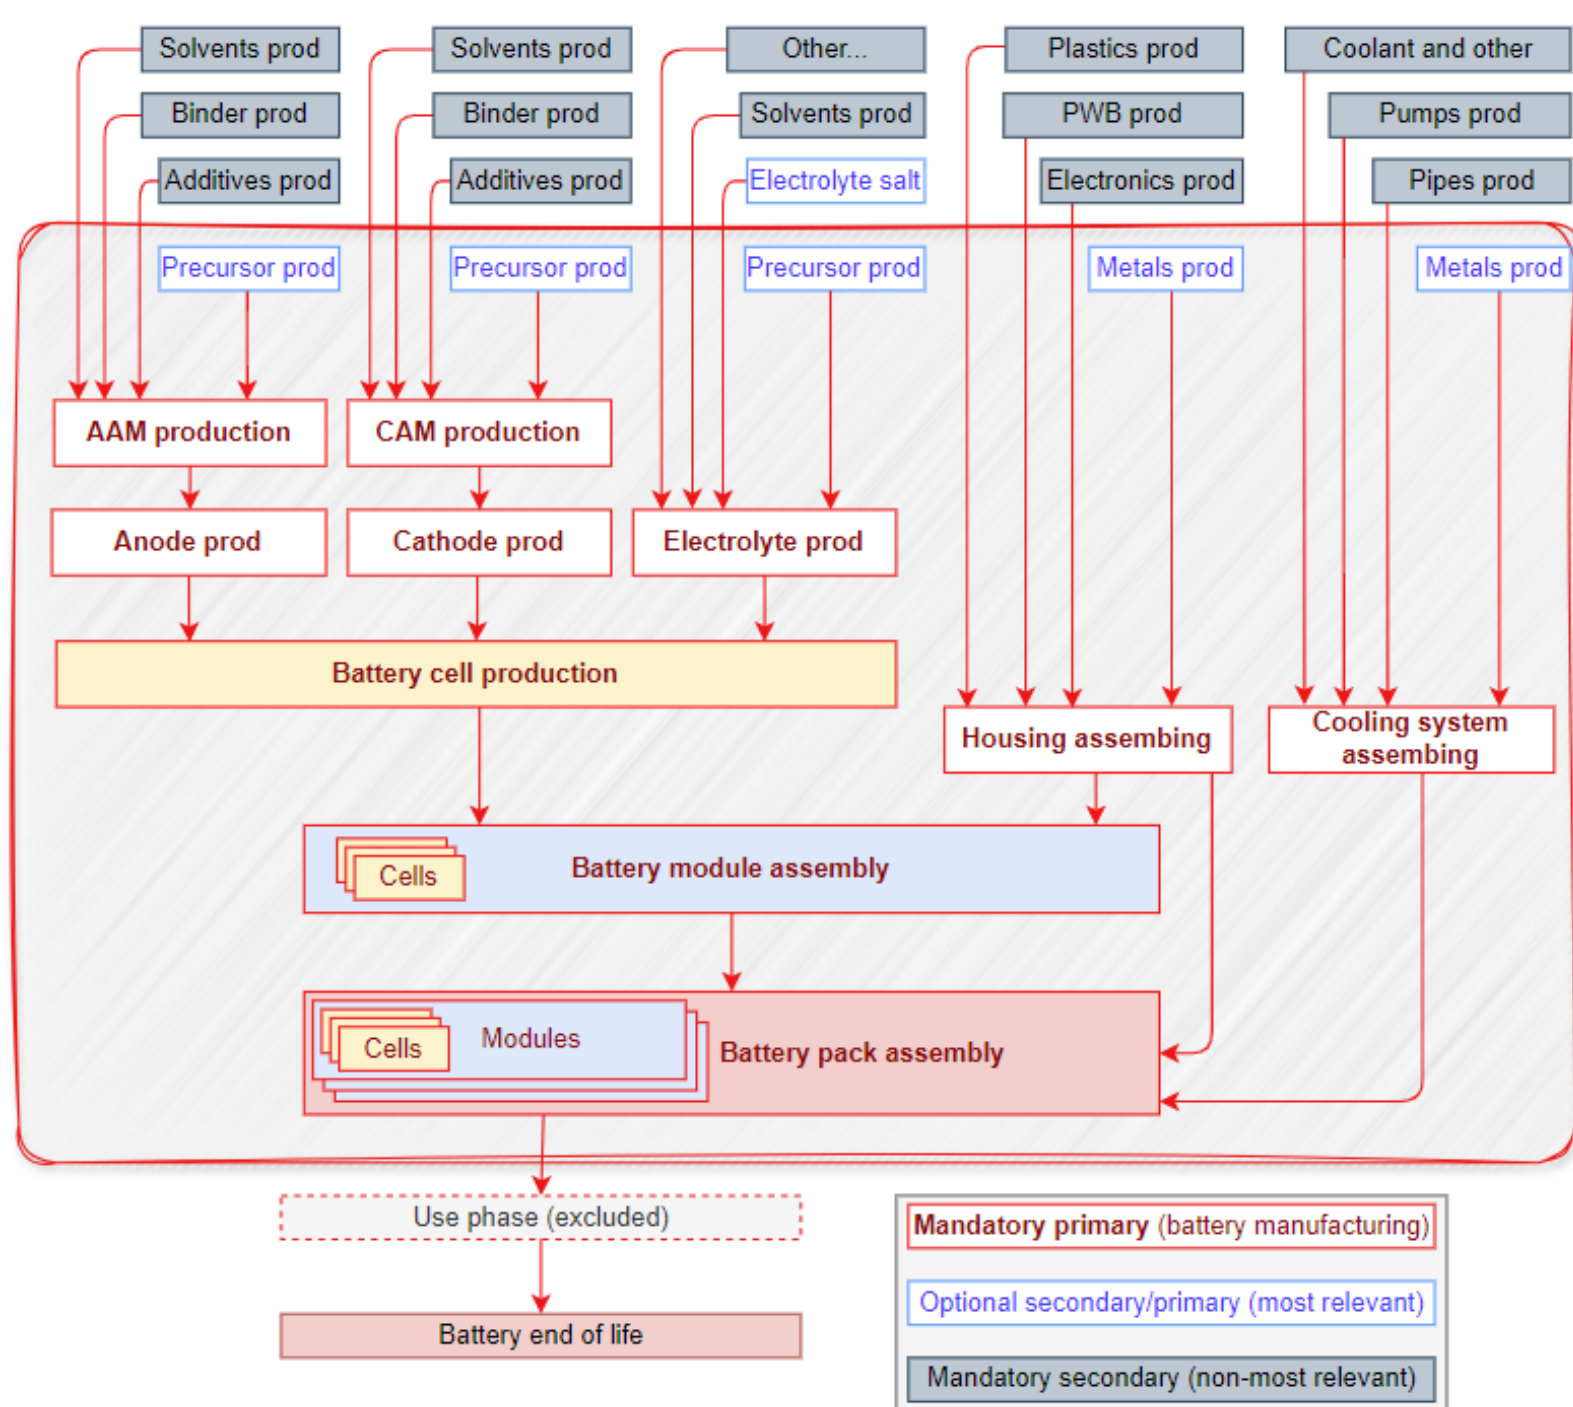 Solvents prod
Solvents prod
Other...
Plastics prod
Coolant and other
Binder prod
Binder prod
Solvents prod
PWB prod
Pumps prod
Additives prod
Additives prod
Electrolyte salt
Electronics prod
Pipes prod
Precursor prod
Precursor prod
Precursor prod
Metals prod
Metals prod
AAM production
CAM production
Anode prod
Cathode prod
Electrolyte prod
Battery cell production
Housing assembing
Cooling system
assembing
Cells
Battery module assembly
Cells
Modules
Battery pack assembly
Use phase (excluded)
Battery end of life
Mandatory primary (battery manufacturing)
Optional secondary/primary (most relevant)
Mandatory secondary (non-most relevant)